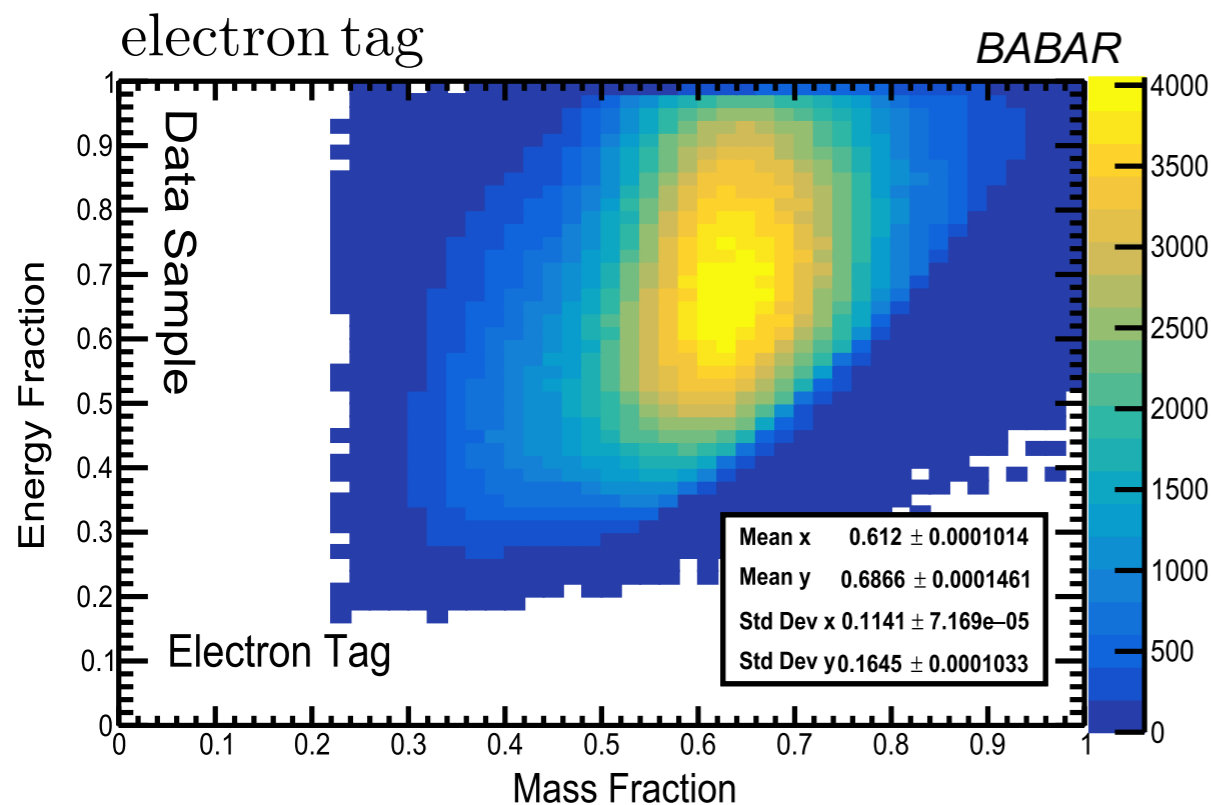 electron tag
BABAR
Data Sample
Electron Tag
Energy Fraction
1
0.9
0.8
0.7
0.6
0.5
0.4
0.3
0.2
0.1
0
0 0.1 0.2 0.3 0.4 0.5 0.6 0.7 0.8 0.9 1
Mass Fraction
Mean x 0.612 ± 0.0001014
Mean y 0.6866 ± 0.0001461
Std Dev x 0.1141 ± 7.169e−05
Std Dev y 0.1645 ± 0.0001033
4000
3500
3000
2500
2000
1500
1000
500
0